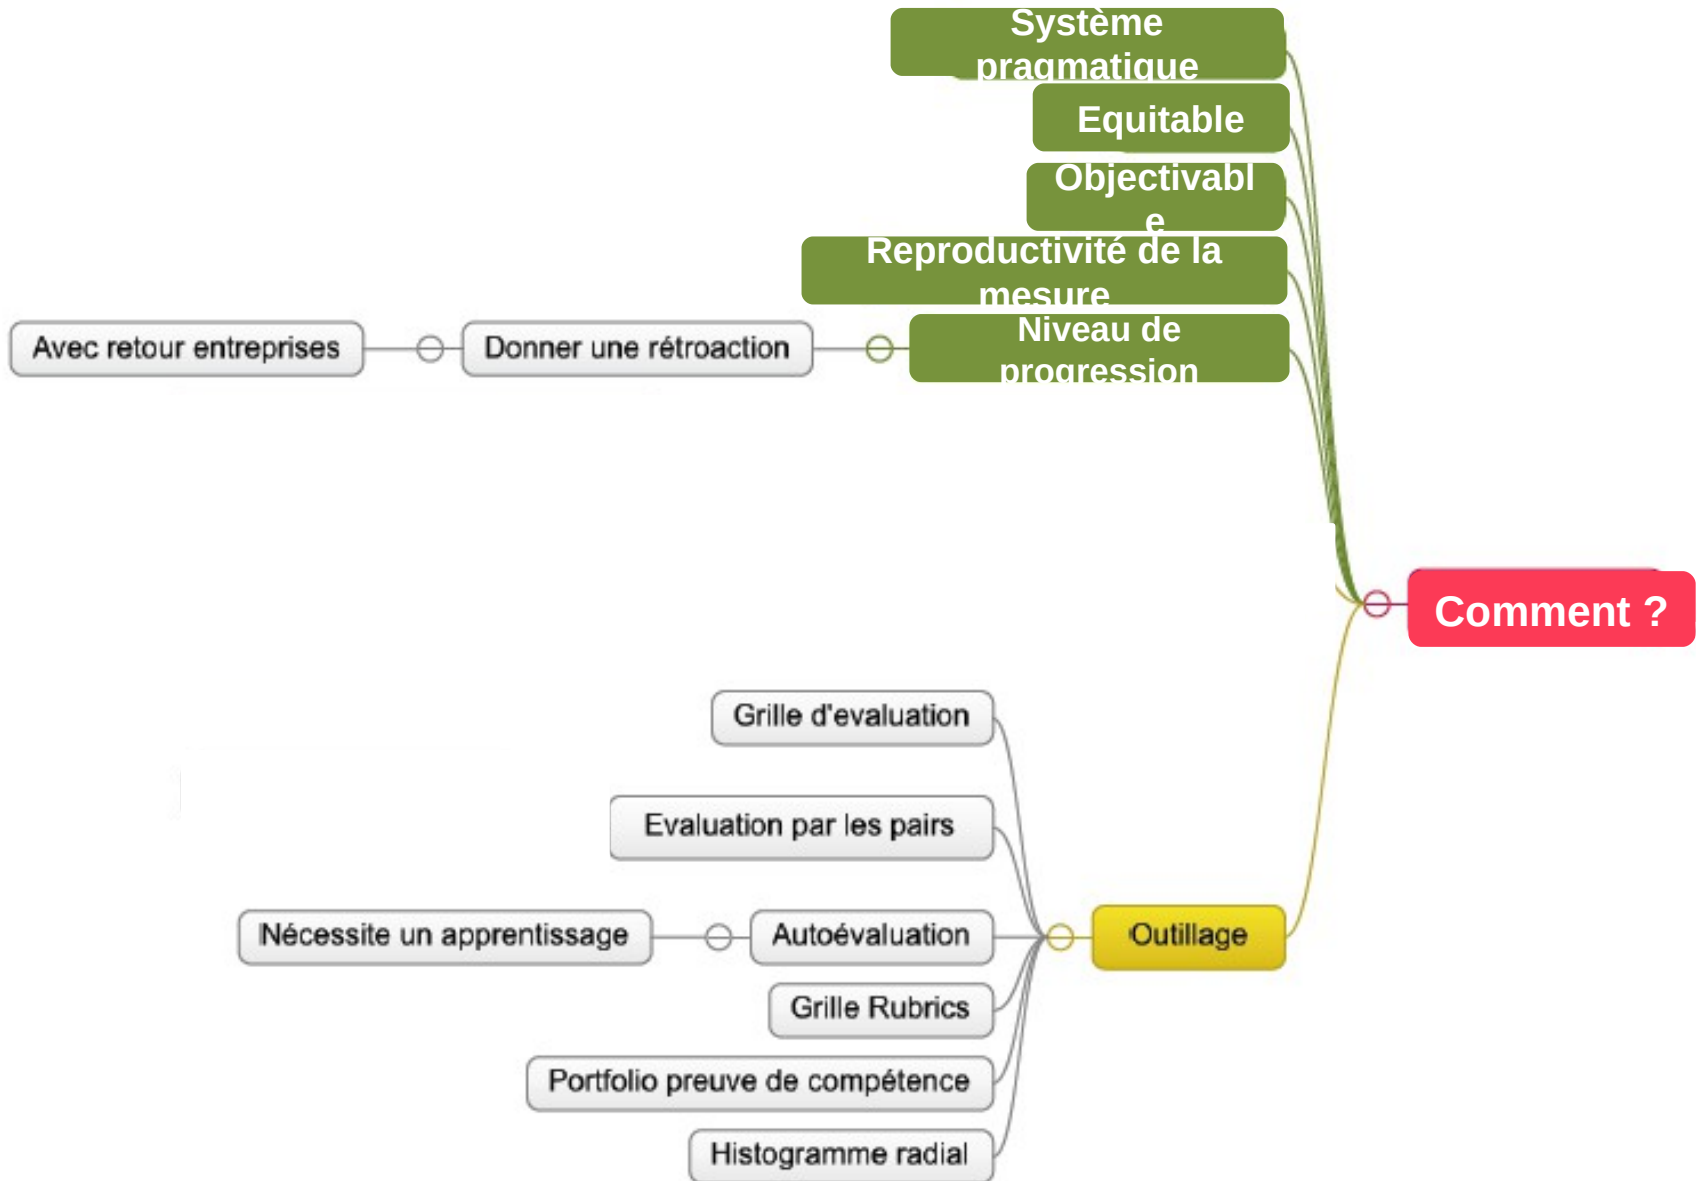 Système
pragmatique
Equitable
Objectivabl
e
Reproductivité de la
mesure
Niveau de
progression
Donner une rétroaction
Avec retour entreprises
Comment ?
Outillage
Grille d'evaluation
Evaluation par les pairs
Autoévaluation
Nécessite un apprentissage
Grille Rubrics
Portfolio preuve de compétence
Histogramme radial